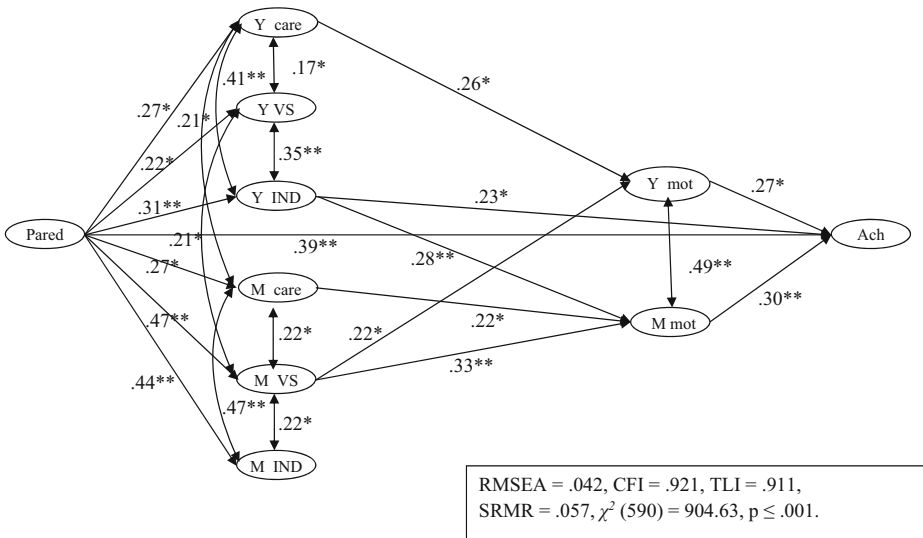 Y care
.41**
.17*
.26*
.27*
.21*
Y VS
.22*
.35**
Y mot
.27*
.31**
Y IND
.23*
Pared
.21*
.39**
Ach
.27*
.28**
.49**
M care
.30**
.47**
.22*
.22*
.22*
M mot
.33**
.44**
M VS
.47**
.22*
M IND
RMSEA = .042, CFI = .921, TLI = .911,
SRMR = .057, χ² (590) = 904.63, p ≤ .001.